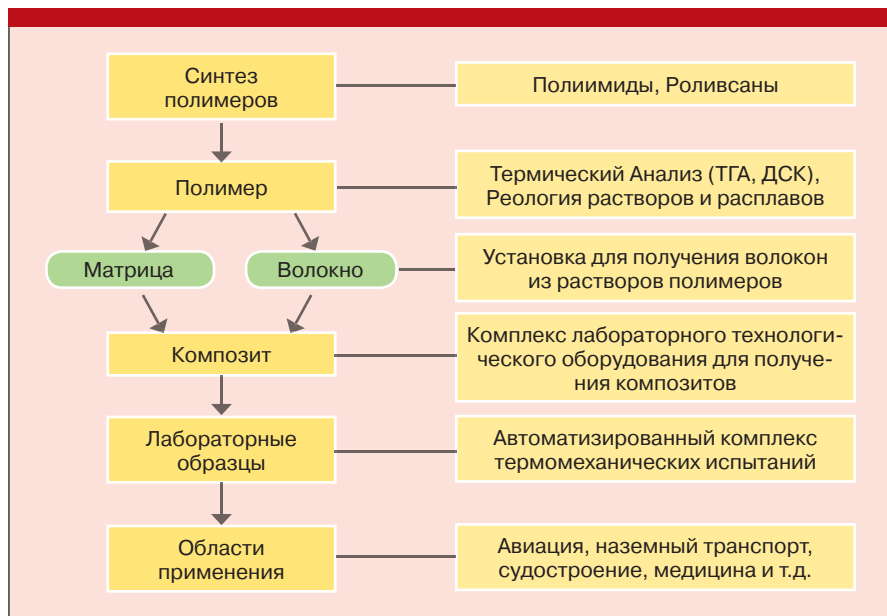 Синтез
полимеров
Полиимиды, Роливсаны
Полимер
Термический Анализ (ТГА, ДСК),
Реология растворов и расплавов
Матрица
Волокно
Установка для получения волокон
из растворов полимеров
Композит
Комплекс лабораторного технологи-
ческого оборудования для получе-
ния композитов
Лабораторные
образцы
Автоматизированный комплекс
термомеханических испытаний
Области
применения
Авиация, наземный транспорт,
судостроение, медицина и т.д.